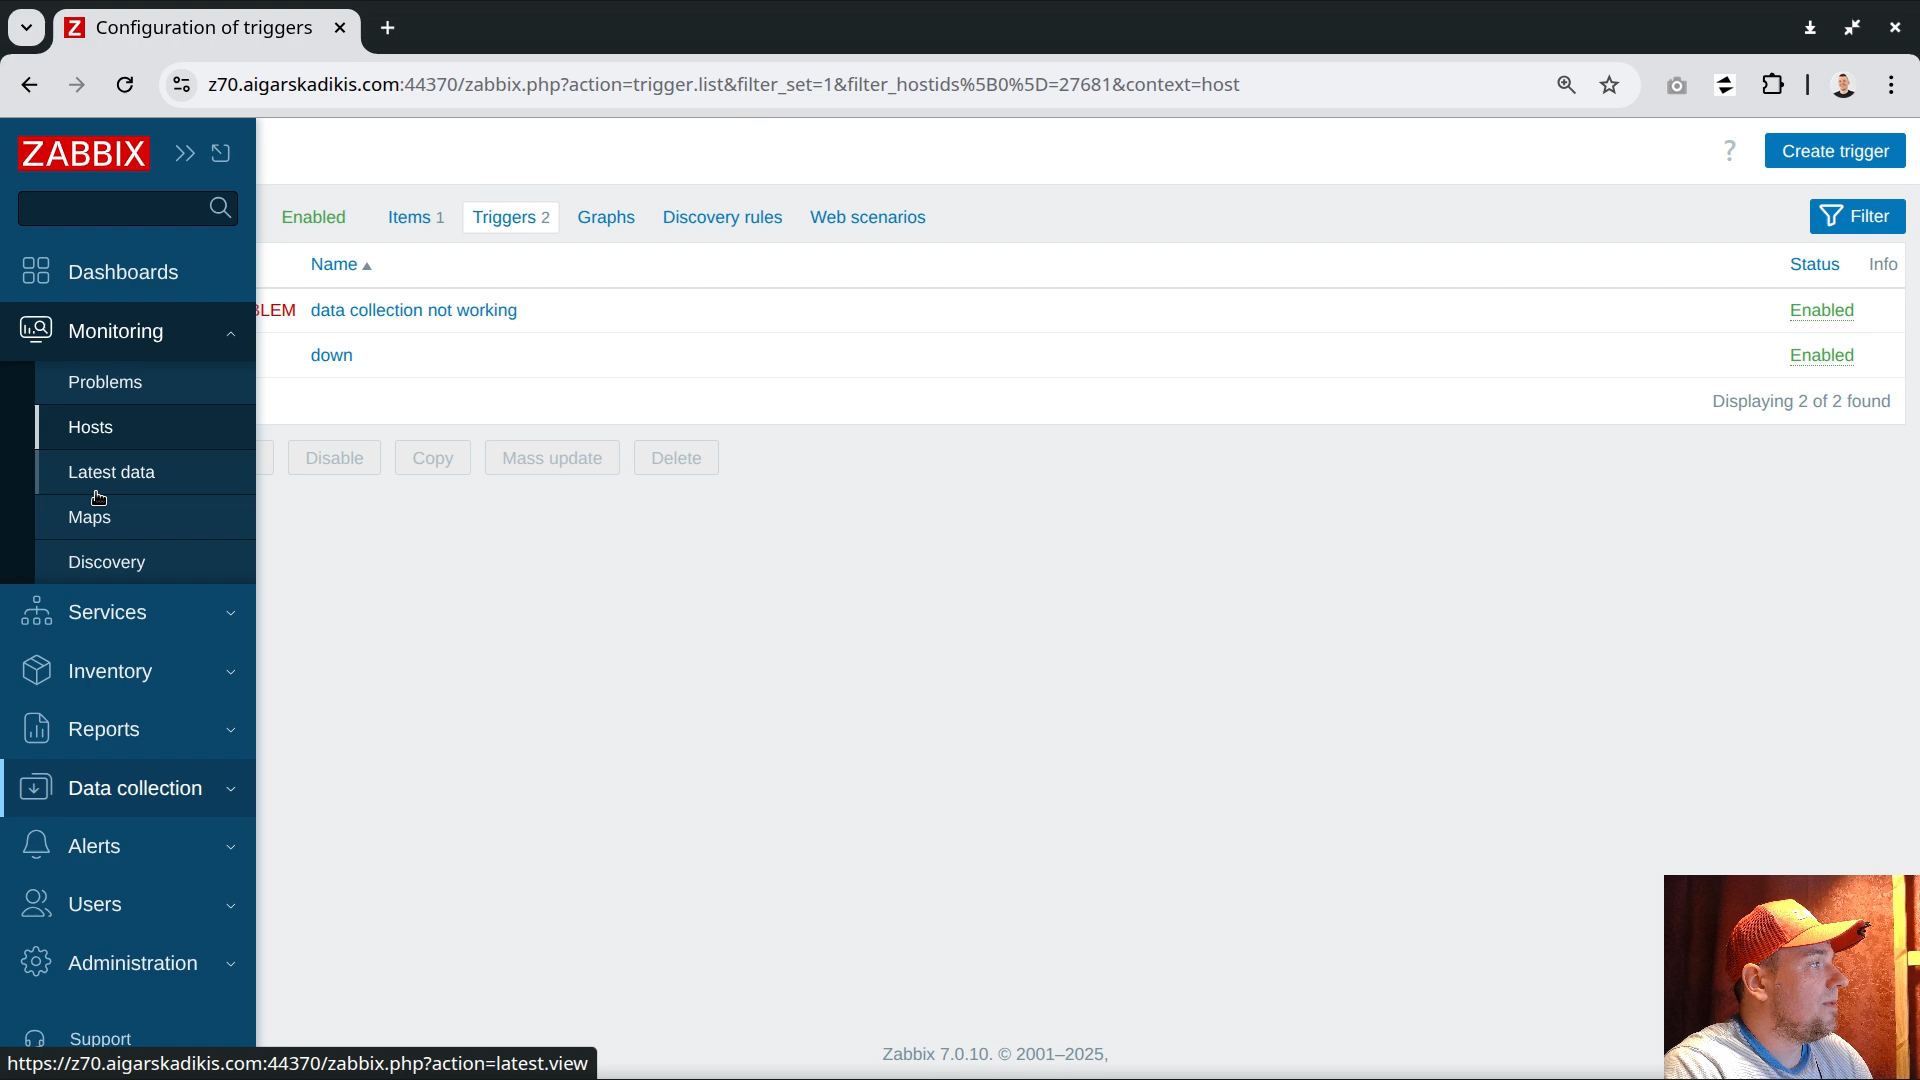 Z Configuration of triggers
z70.aigarskadikis.com:44370/zabbix.php?action=trigger.list&filter_set=1&filter_hostids%5B0%5D=27681&context=host
ZABBIX
? Create trigger
Enabled Items 1 Triggers 2 Graphs Discovery rules Web scenarios Filter
Name Status Info
BLEM data collection not working Enabled
down Enabled
Displaying 2 of 2 found
Disable Copy Mass update Delete
Dashboards
Monitoring
Problems
Hosts
Latest data
Maps
Discovery
Services
Inventory
Reports
Data collection
Alerts
Users
Administration
Support
https://z70.aigarskadikis.com:44370/zabbix.php?action=latest.view
Zabbix 7.0.10. © 2001–2025,